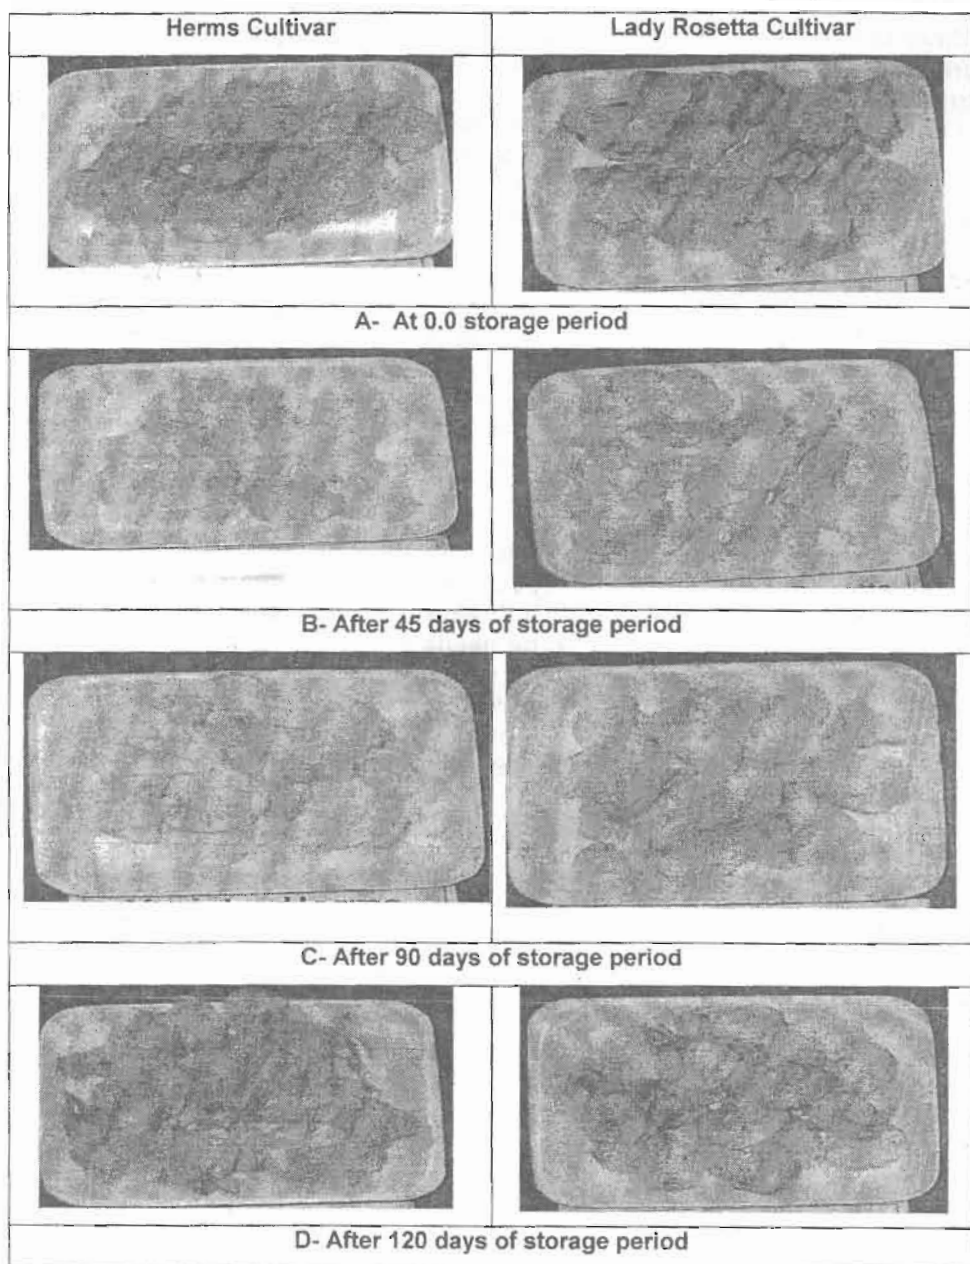 Herms Cultivar
Lady Rosetta Cultivar
A- At 0.0 storage period
B- After 45 days of storage period
C- After 90 days of storage period
D- After 120 days of storage period